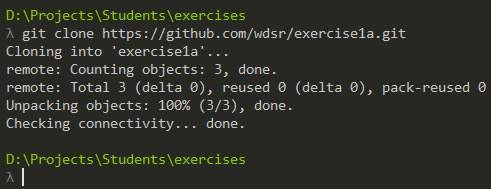 D:\Projects\Students\exercises
λ git clone https://github.com/wdsr/exercise1a.git
Cloning into 'exercise1a'...
remote: Counting objects: 3, done.
remote: Total 3 (delta 0), reused 0 (delta 0), pack-reused 0
Unpacking objects: 100% (3/3), done.
Checking connectivity... done.
D:\Projects\Students\exercises
λ